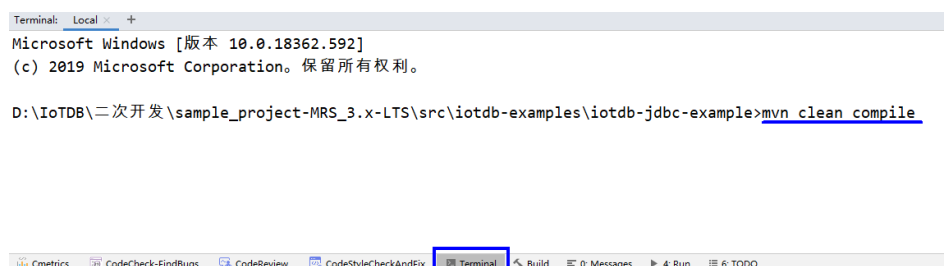 Terminal: Local × +
Microsoft Windows [版本 10.0.18362.592]
(c) 2019 Microsoft Corporation。保留所有权利。
D:\IoTDB\二次开发\sample_project-MRS_3.x-LTS\src\iotdb-examples\iotdb-jdbc-example>mvn clean compile
Cmetrics CodeCheck-FindBugs CodeReview CodeStyleCheckAndFix Terminal Build 0: Messages 4: Run 6: TODO